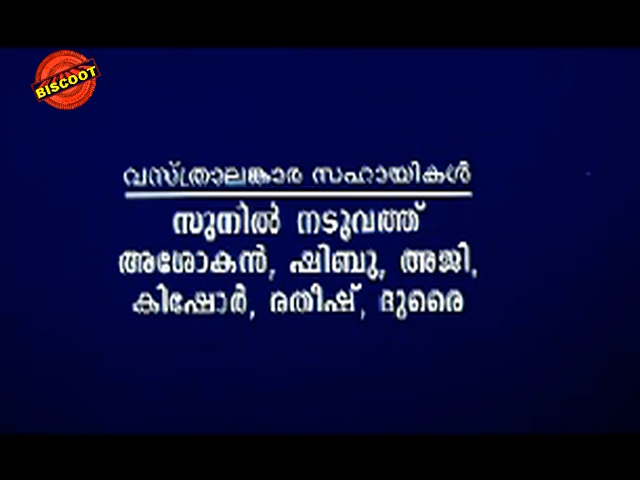 BISCOOT
വസ്ത്രാലങ്കാര സഹായികൾ
സുനിൽ നടുവത്ത്
അശോകൻ, ഷിബു, അജി,
കിഷോർ, രതീഷ്, ദുരൈ